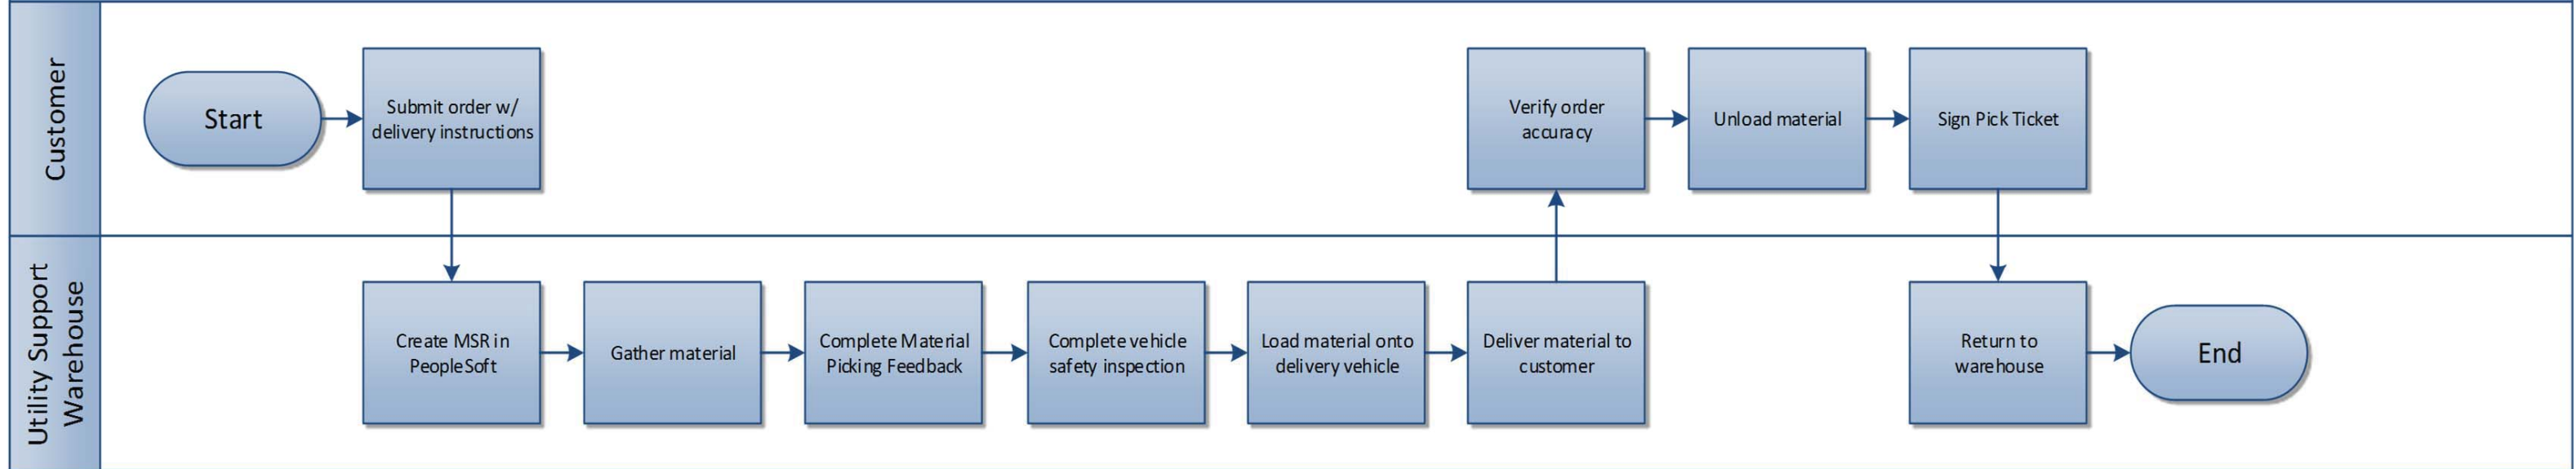 Customer
Start
Submit order w/
delivery instructions
Verify order
accuracy
Unload material
Sign Pick Ticket
Utility Support
Warehouse
Create MSR in
PeopleSoft
Gather material
Complete Material
Picking Feedback
Complete vehicle
safety inspection
Load material onto
delivery vehicle
Deliver material to
customer
Return to
warehouse
End